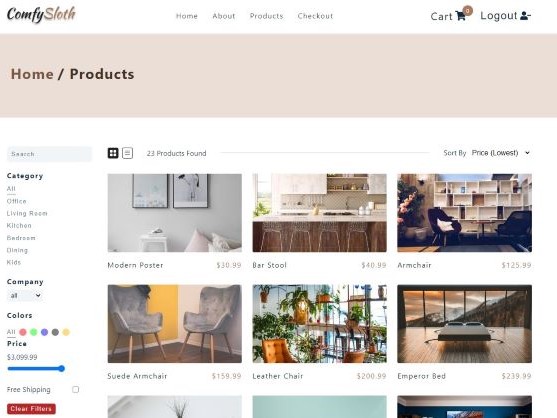 ComfySloth
Home About Products Checkout
Cart 0 Logout
Home / Products
Search
23 Products Found
Sort By Price (Lowest)
Category
All
Office
Living Room
Kitchen
Bedroom
Dining
Kids
Company
all
Colors
All
Price
$3,099.99
Free Shipping
Clear Filters
Modern Poster $30.99
Bar Stool $40.99
Armchair $125.99
Suede Armchair $159.99
Leather Chair $200.99
Emperor Bed $239.99